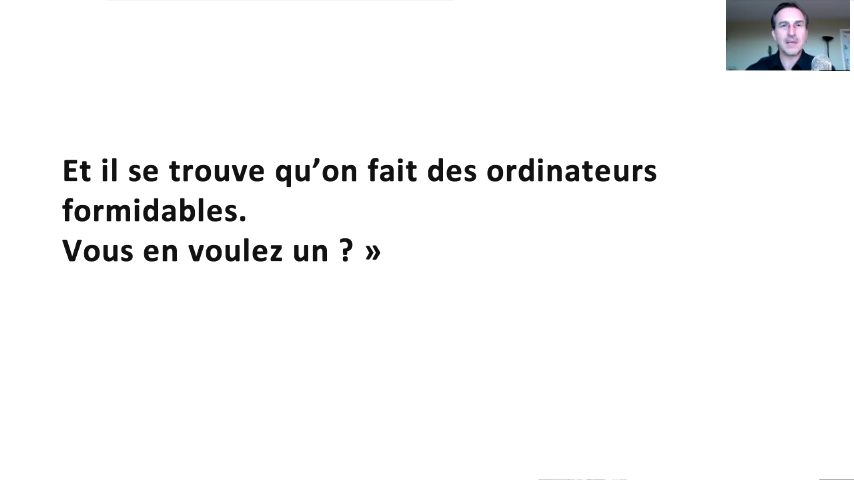 Et il se trouve qu’on fait des ordinateurs
formidables.
Vous en voulez un ? »